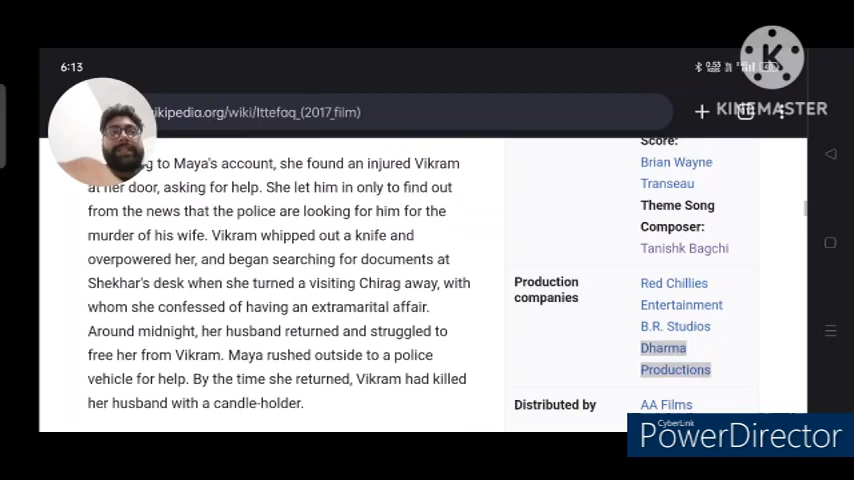 6:13
0.53
KINEMASTER
K
ikipedia.org/wiki/Ittefaq_(2017_film)
to Maya's account, she found an injured Vikram
at her door, asking for help. She let him in only to find out
from the news that the police are looking for him for the
murder of his wife. Vikram whipped out a knife and
overpowered her, and began searching for documents at
Shekhar's desk when she turned a visiting Chirag away, with
whom she confessed of having an extramarital affair.
Around midnight, her husband returned and struggled to
free her from Vikram. Maya rushed outside to a police
vehicle for help. By the time she returned, Vikram had killed
her husband with a candle-holder.
Score:
Brian Wayne
Transeau
Theme Song
Composer:
Tanishk Bagchi
Production
companies
Red Chillies
Entertainment
B.R. Studios
Dharma
Productions
Distributed by
AA Films
CyberLink
PowerDirector